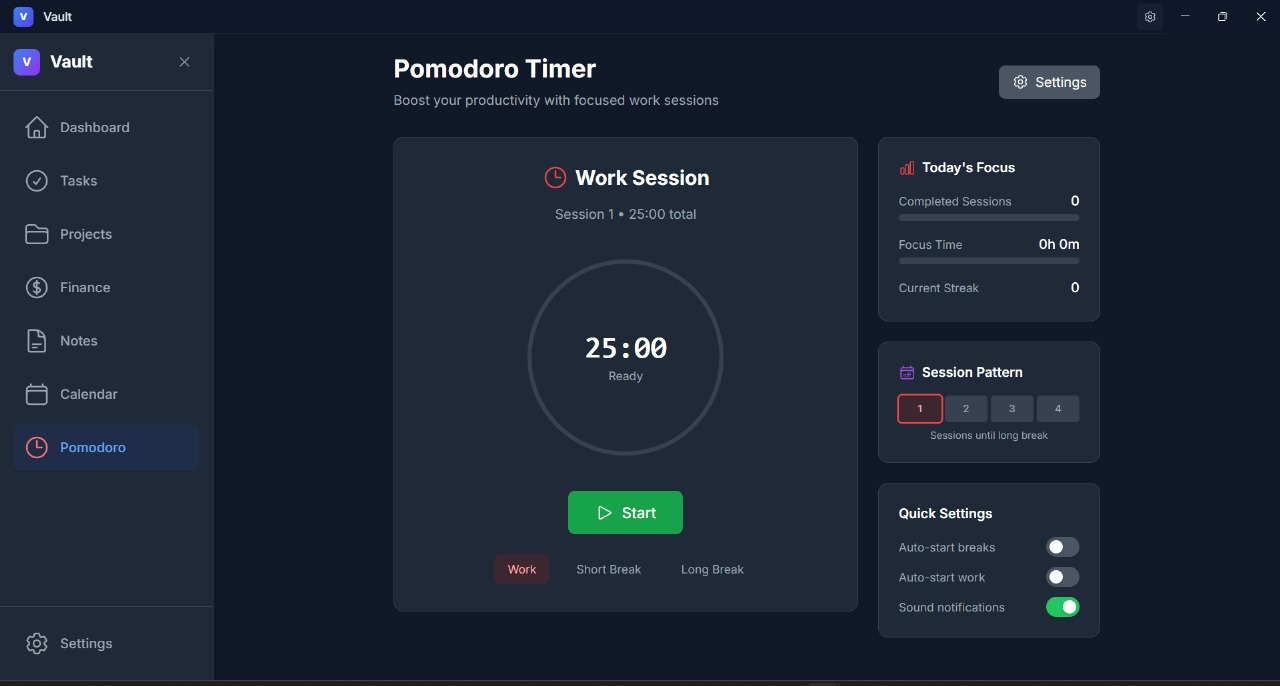 V Vault
V Vault
Dashboard
Tasks
Projects
Finance
Notes
Calendar
Pomodoro
Settings
Pomodoro Timer
Boost your productivity with focused work sessions
Settings
Work Session
Session 1 • 25:00 total
25:00
Ready
Start
Work Short Break Long Break
Today's Focus
Completed Sessions 0
Focus Time 0h 0m
Current Streak 0
Session Pattern
1 2 3 4
Sessions until long break
Quick Settings
Auto-start breaks
Auto-start work
Sound notifications